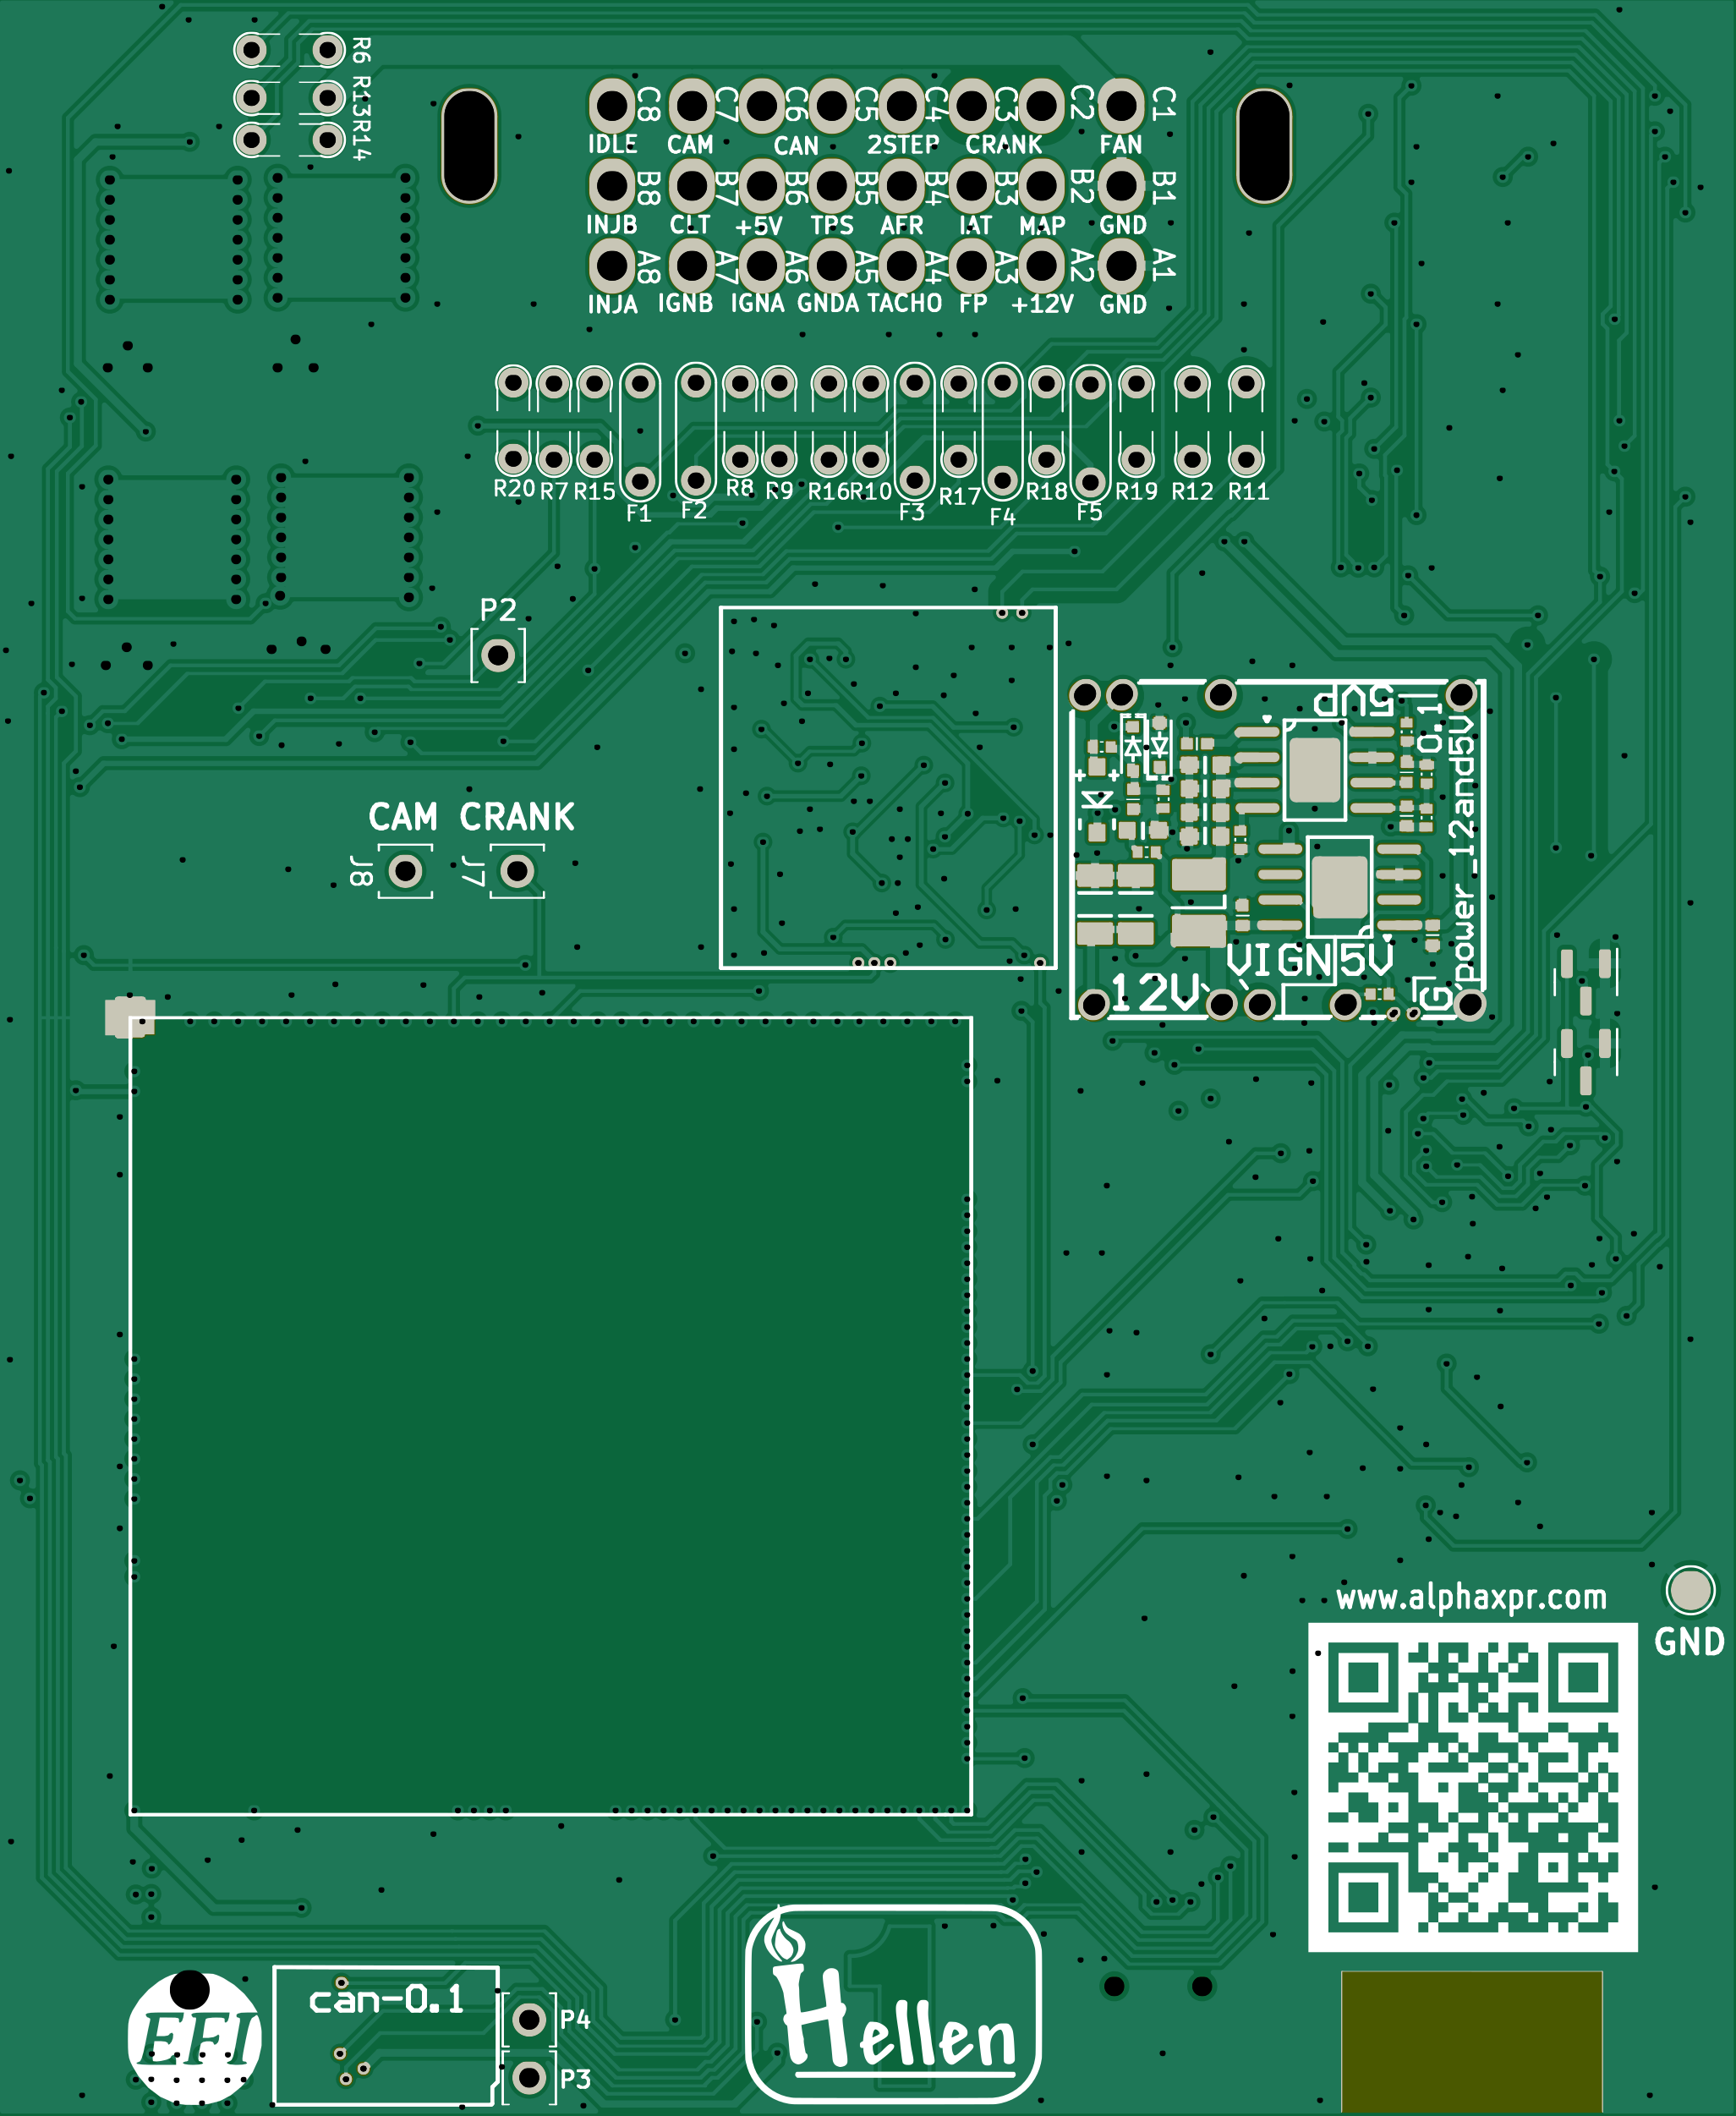 R6
R13
R14
C8 C7 C6 C5 C4 C3 C2 C1
IDLE CAM CAN 2STEP CRANK FAN
B8 B7 B6 B5 B4 B3 B2 B1
INJB CLT +5V TPS AFR IAT MAP GND
A8 A7 A6 A5 A4 A3 A2 A1
INJA IGNB IGNA GNDA TACHO FP +12V GND
R20 R7 R15 F1 F2 R8 R9 R16 R10 F3 R17 F4 R18 F5 R19 R12 R11
P2
5VP
0.1
power_12and5V
CAM CRANK
J8 J7
VIGN 5V
12V
G
www.alphaxpr.com
GND
EFI
can-0.1
P4
P3
1
Hellen